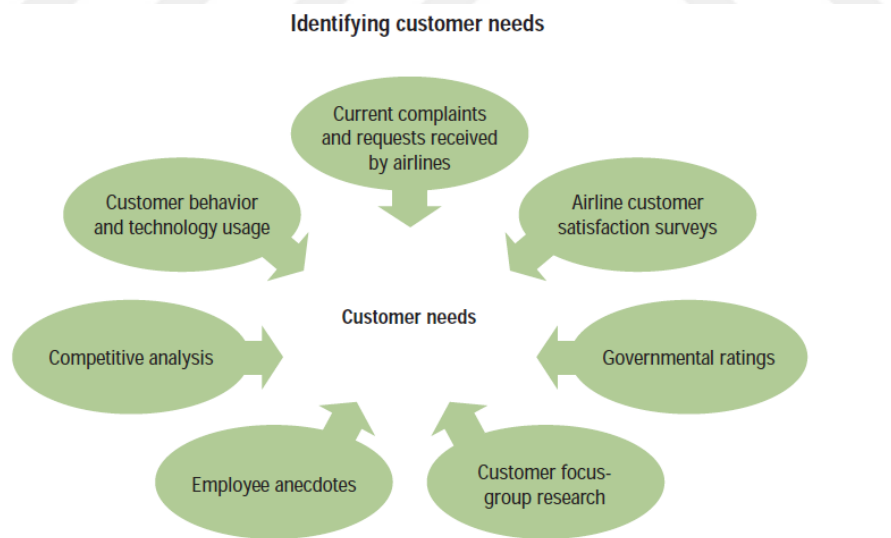 Identifying customer needs
Current complaints
and requests received
by airlines
Customer behavior
and technology usage
Airline customer
satisfaction surveys
Customer needs
Competitive analysis
Governmental ratings
Employee anecdotes
Customer focus-
group research